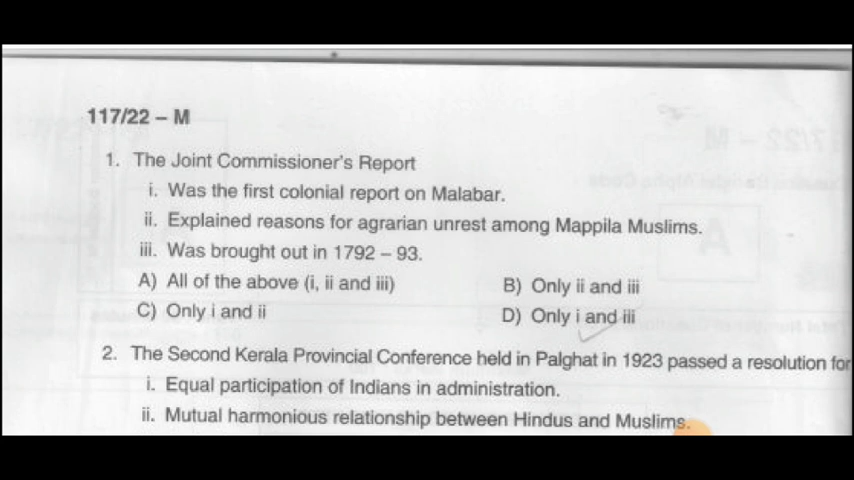 117/22 – M
1. The Joint Commissioner's Report
i. Was the first colonial report on Malabar.
ii. Explained reasons for agrarian unrest among Mappila Muslims.
iii. Was brought out in 1792 – 93.
A) All of the above (i, ii and iii) B) Only ii and iii
C) Only i and ii D) Only i and iii
2. The Second Kerala Provincial Conference held in Palghat in 1923 passed a resolution for
i. Equal participation of Indians in administration.
ii. Mutual harmonious relationship between Hindus and Muslims.